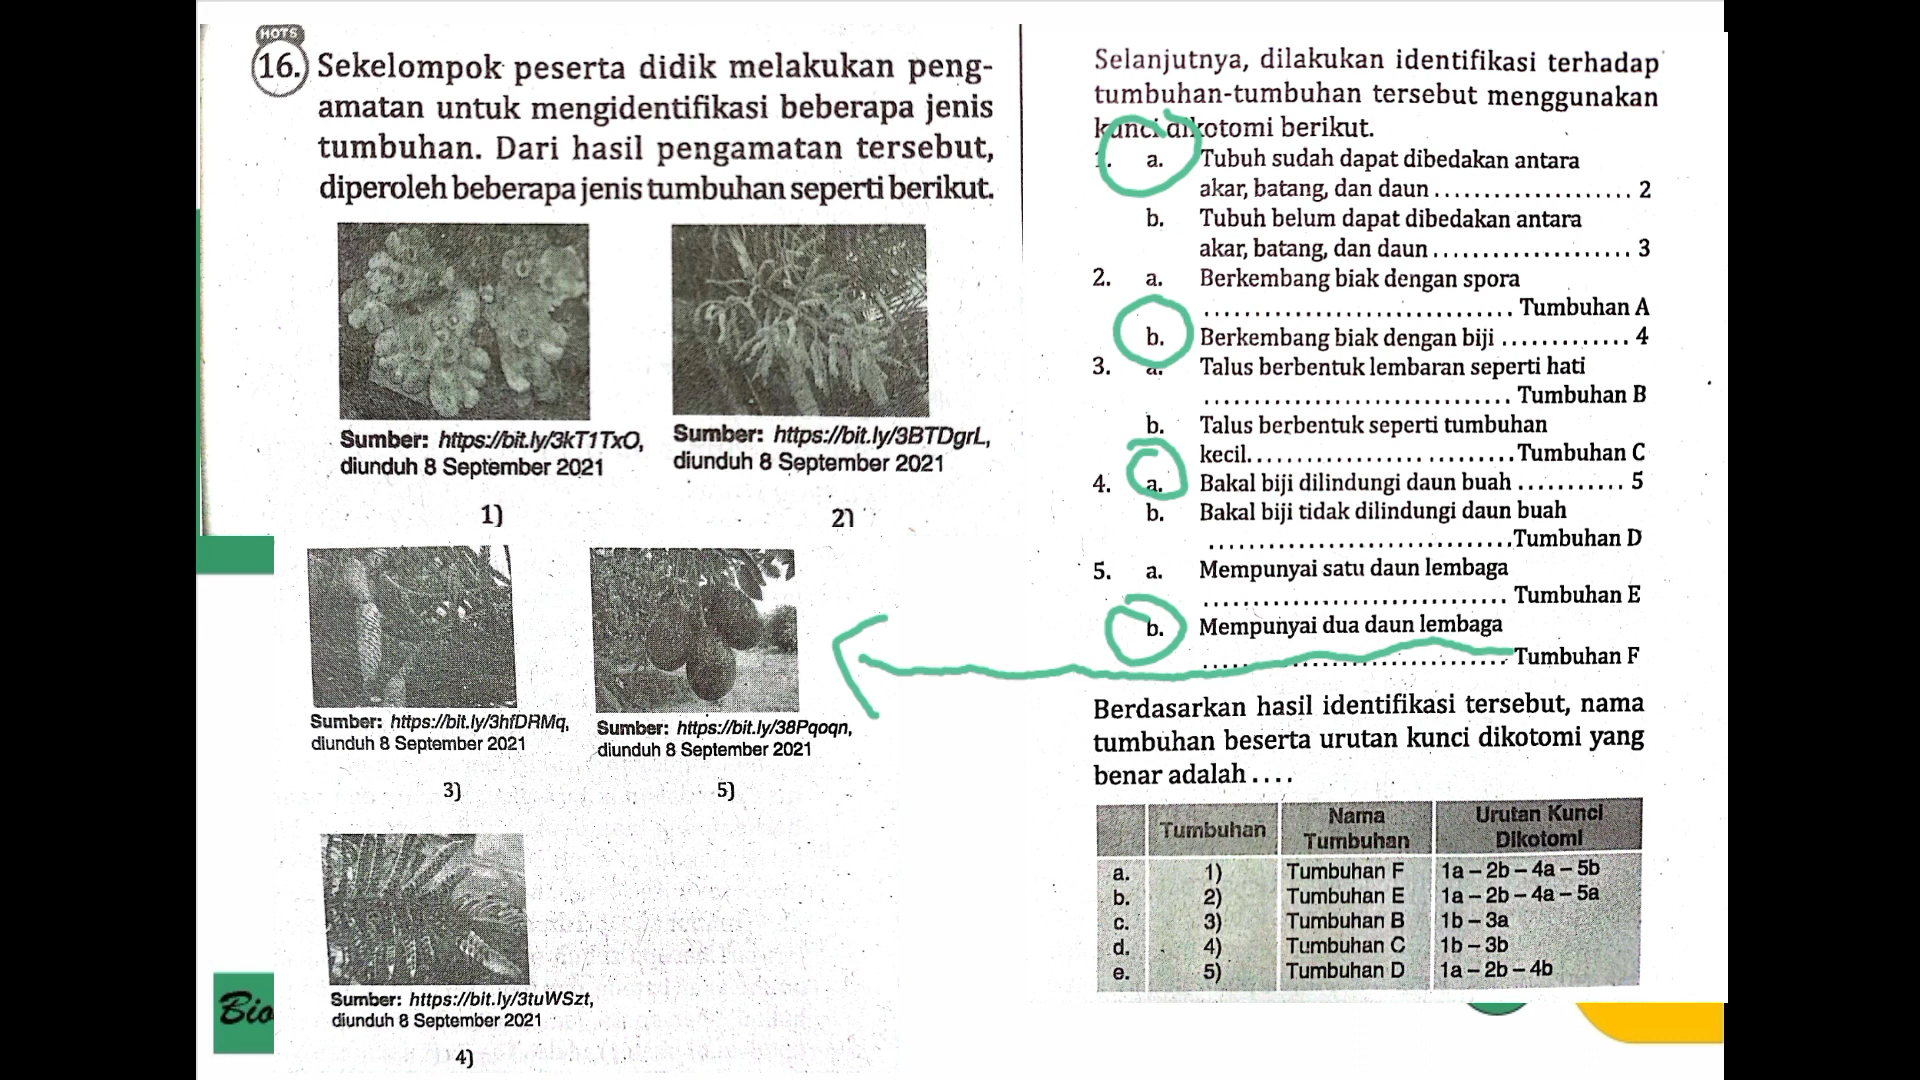 HOTS
16. Sekelompok peserta didik melakukan peng-
amatan untuk mengidentifikasi beberapa jenis
tumbuhan. Dari hasil pengamatan tersebut,
diperoleh beberapa jenis tumbuhan seperti berikut.
Sumber: https://bit.ly/3kT1TxO,
diunduh 8 September 2021
1)
Sumber: https://bit.ly/3BTDgrL,
diunduh 8 September 2021
2)
Sumber: https://bit.ly/3hfDRMq,
diunduh 8 September 2021
3)
Sumber: https://bit.ly/38Pqoqn,
diunduh 8 September 2021
5)
Sumber: https://bit.ly/3tuWSzt,
diunduh 8 September 2021
4)
Bio
Selanjutnya, dilakukan identifikasi terhadap
tumbuhan-tumbuhan tersebut menggunakan
kunci dikotomi berikut.
1. a. Tubuh sudah dapat dibedakan antara
akar, batang, dan daun .................... 2
b. Tubuh belum dapat dibedakan antara
akar, batang, dan daun .................... 3
2. a. Berkembang biak dengan spora
............................... Tumbuhan A
b. Berkembang biak dengan biji ............. 4
3. a. Talus berbentuk lembaran seperti hati
............................... Tumbuhan B
b. Talus berbentuk seperti tumbuhan
kecil.......................... Tumbuhan C
4. a. Bakal biji dilindungi daun buah ........... 5
b. Bakal biji tidak dilindungi daun buah
............................... Tumbuhan D
5. a. Mempunyai satu daun lembaga
............................... Tumbuhan E
b. Mempunyai dua daun lembaga
............................... Tumbuhan F
Berdasarkan hasil identifikasi tersebut, nama
tumbuhan beserta urutan kunci dikotomi yang
benar adalah ....
Tumbuhan Nama Tumbuhan Urutan Kunci Dikotomi
a. 1) Tumbuhan F 1a – 2b – 4a – 5b
b. 2) Tumbuhan E 1a – 2b – 4a – 5a
c. 3) Tumbuhan B 1b – 3a
d. 4) Tumbuhan C 1b – 3b
e. 5) Tumbuhan D 1a – 2b – 4b